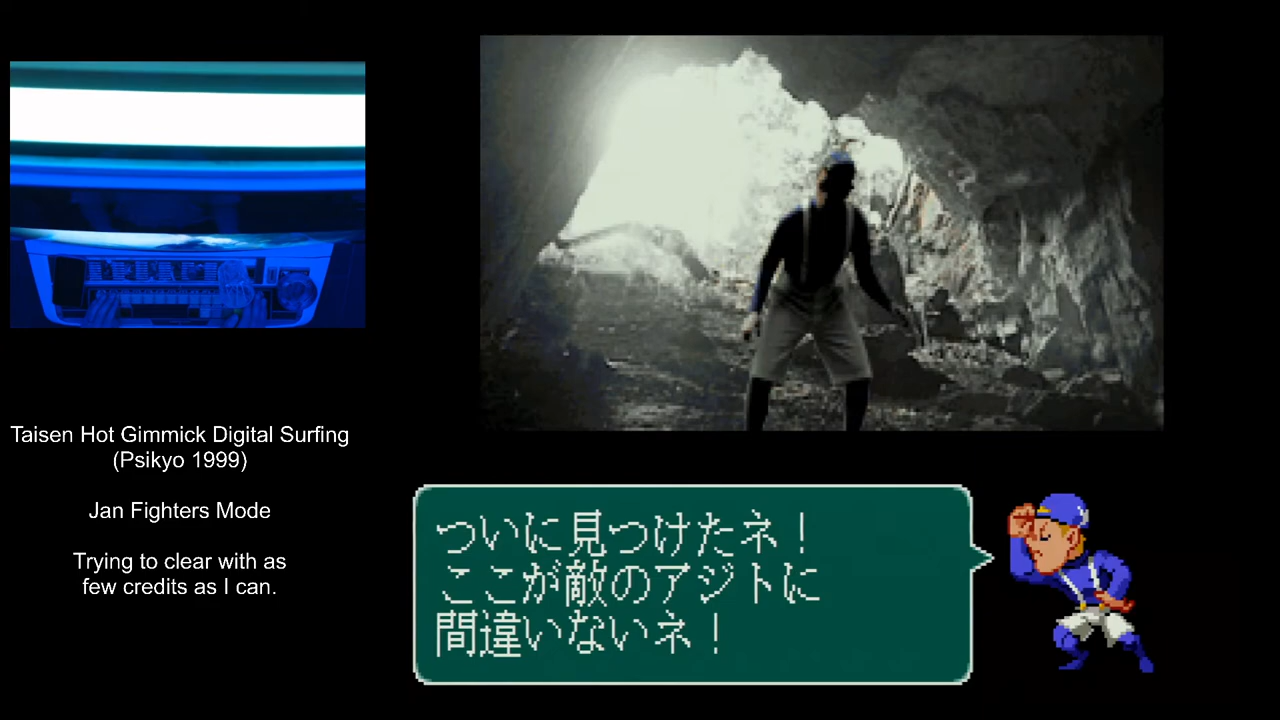 Taisen Hot Gimmick Digital Surfing
(Psikyo 1999)
Jan Fighters Mode
Trying to clear with as
few credits as I can.
ついに見つけたネ！
ここが敵のアジトに
間違いないネ！